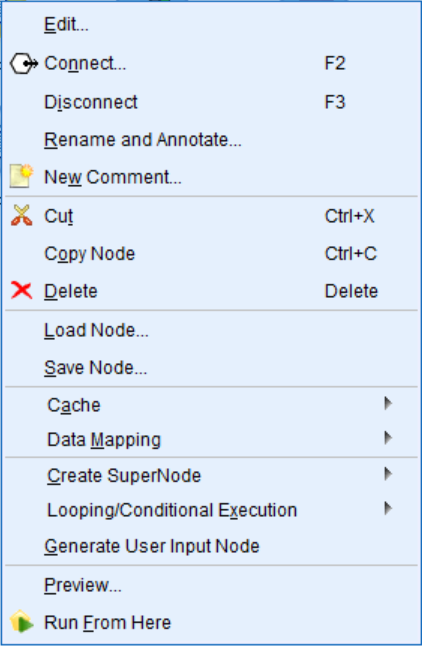 Edit...
Connect... F2
Disconnect F3
Rename and Annotate...
New Comment...
Cut Ctrl+X
Copy Node Ctrl+C
Delete Delete
Load Node...
Save Node...
Cache
Data Mapping
Create SuperNode
Looping/Conditional Execution
Generate User Input Node
Preview...
Run From Here